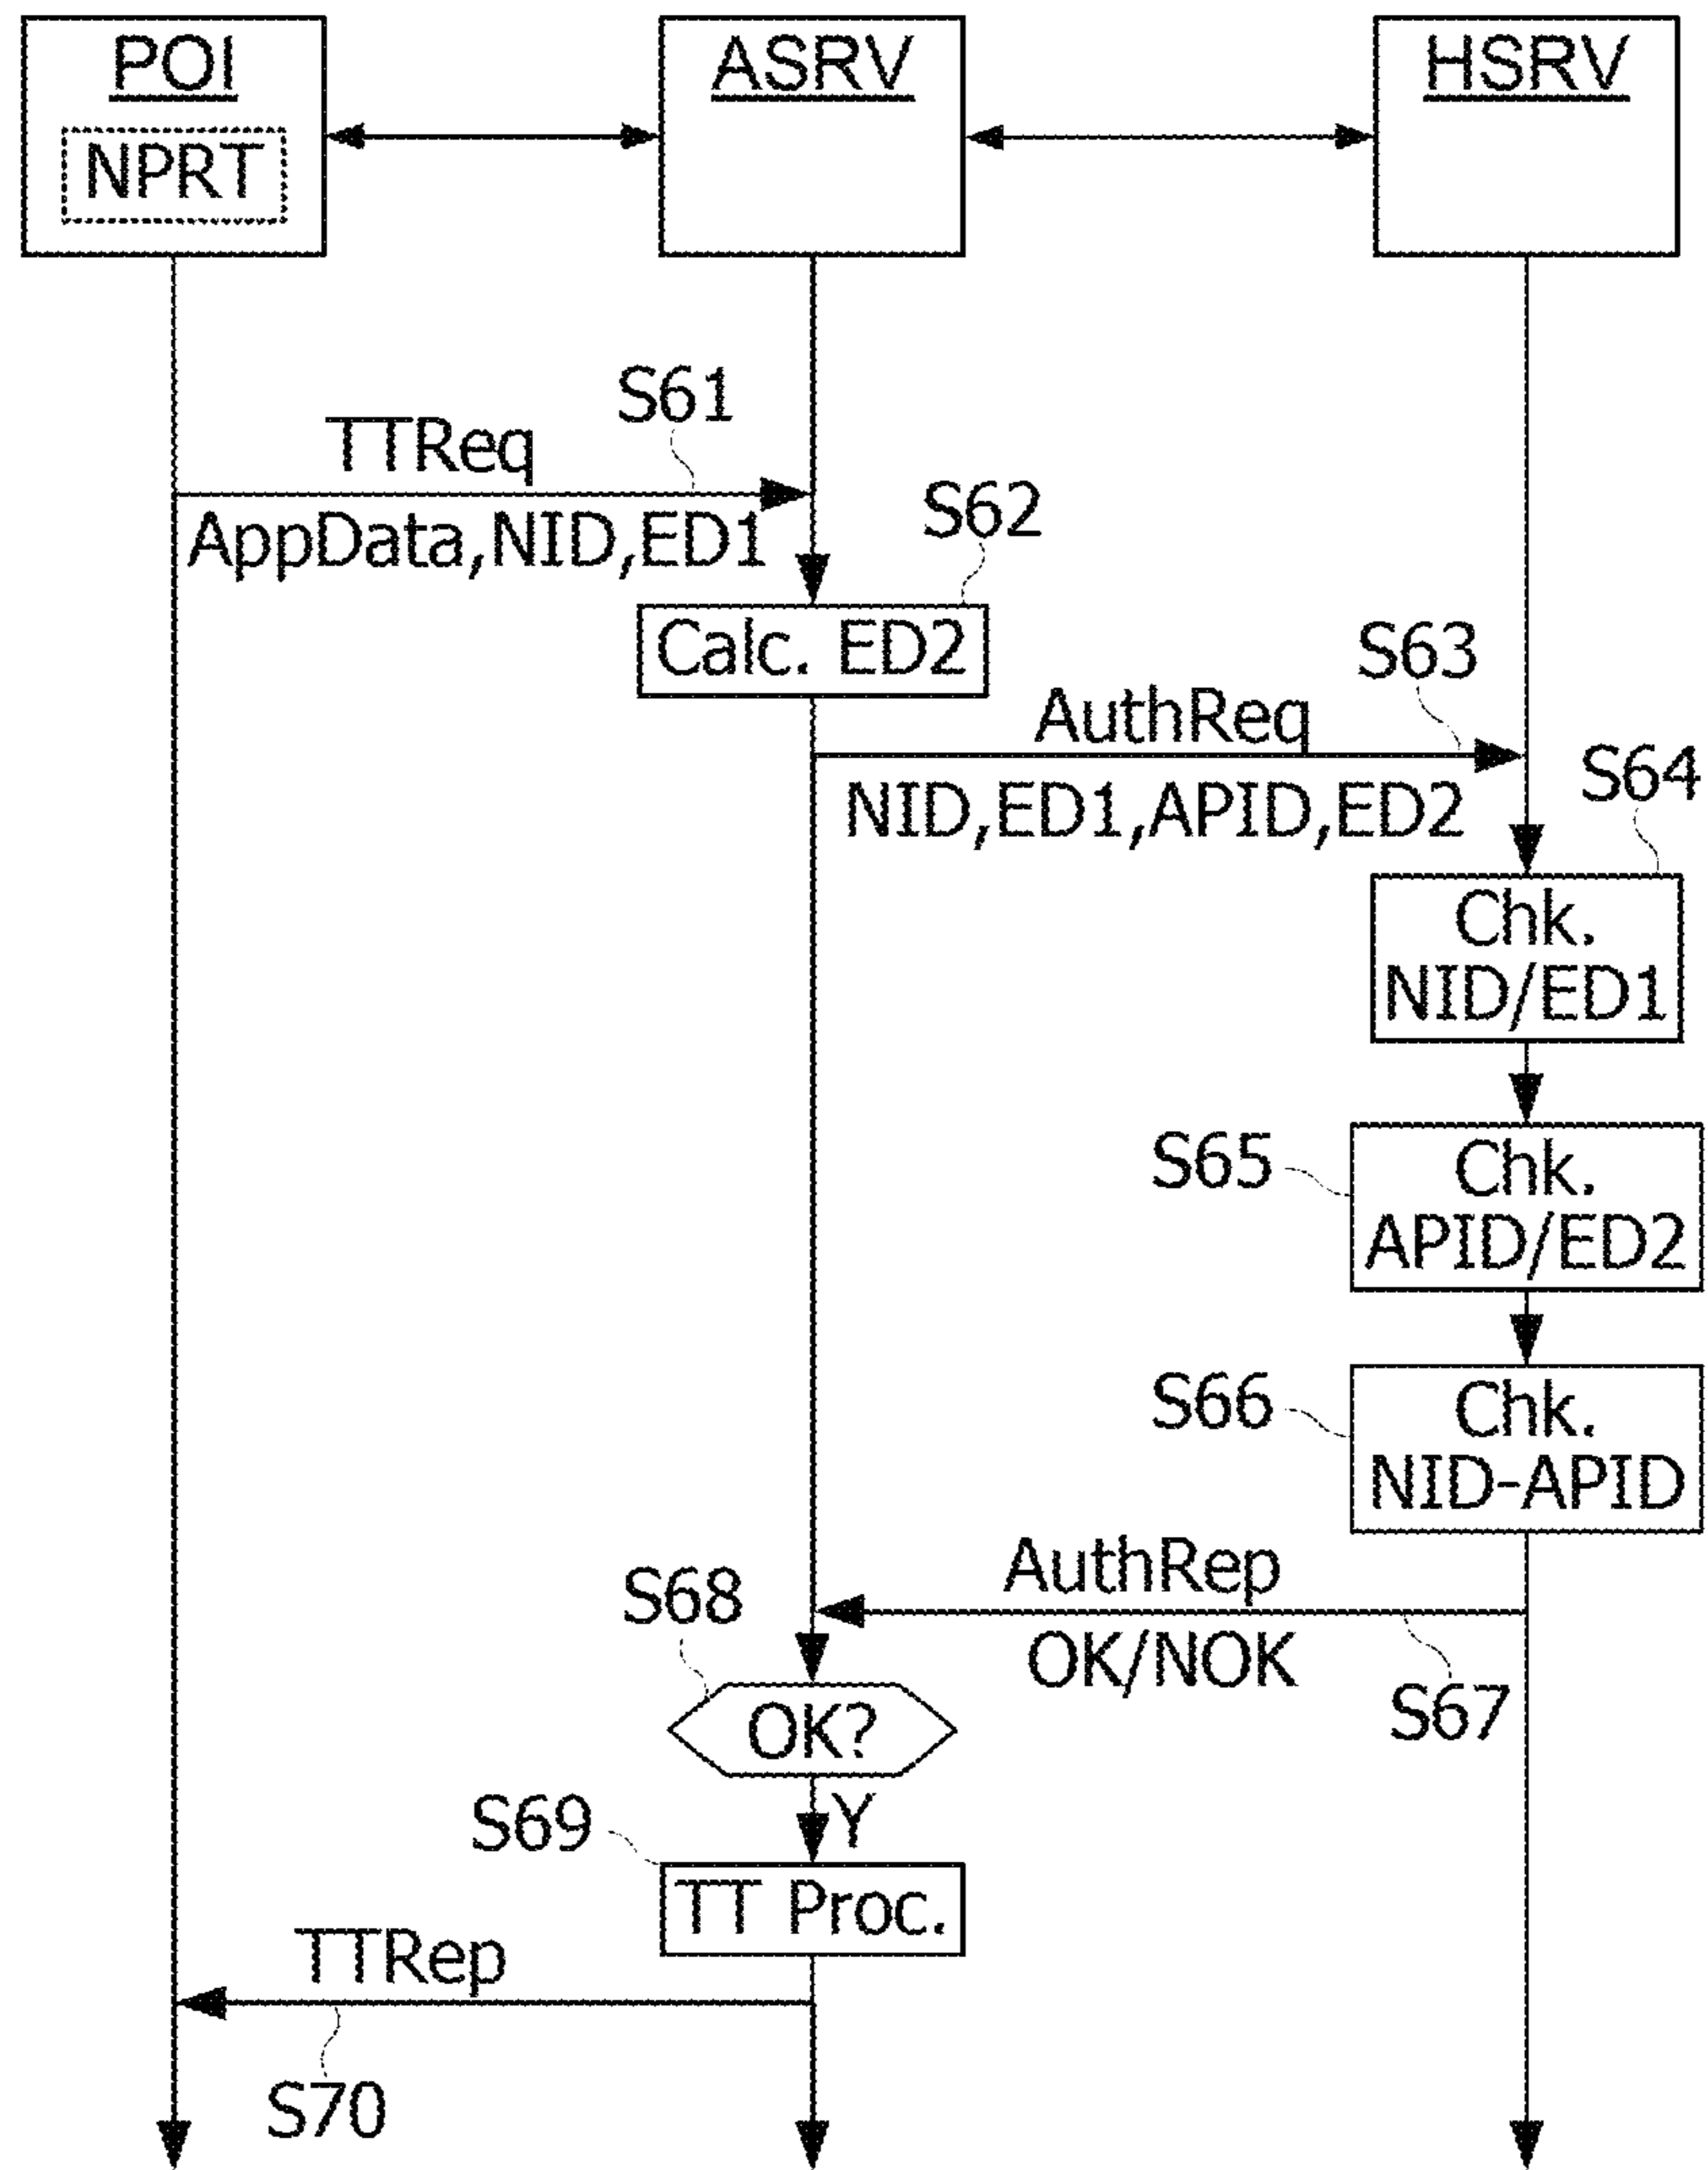 POI
NPRT
ASRV
HSRV
S61
TTReq
AppData,NID,ED1
S62
Calc. ED2
S63
AuthReq
NID,ED1,APID,ED2
S64
Chk.
NID/ED1
S65
Chk.
APID/ED2
S66
Chk.
NID-APID
AuthRep
OK/NOK
S67
S68
OK?
Y
S69
TT Proc.
TTRep
S70